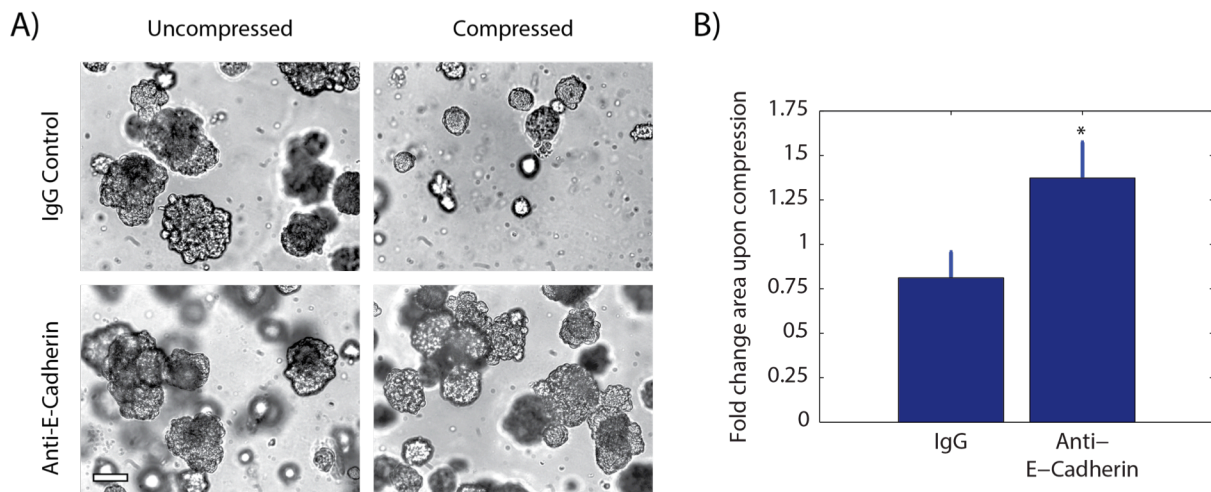 A)
Uncompressed
Compressed
IgG Control
Anti-E-Cadherin
B)
Fold change area upon compression
1.75
1.5
1.25
1
0.75
0.5
0.25
0
*
IgG
Anti–
E–Cadherin